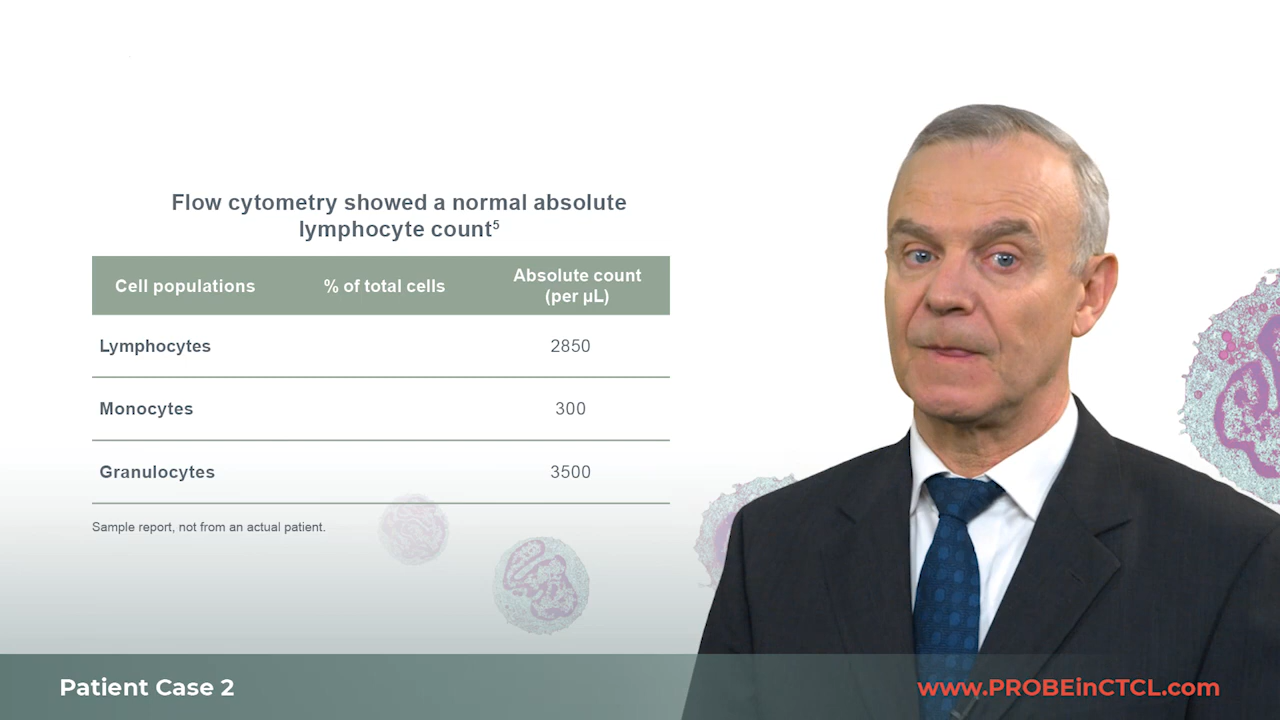 Flow cytometry showed a normal absolute
lymphocyte count⁵
Cell populations % of total cells Absolute count (per µL)
Lymphocytes 2850
Monocytes 300
Granulocytes 3500
Sample report, not from an actual patient.
Patient Case 2
www.PROBEinCTCL.com